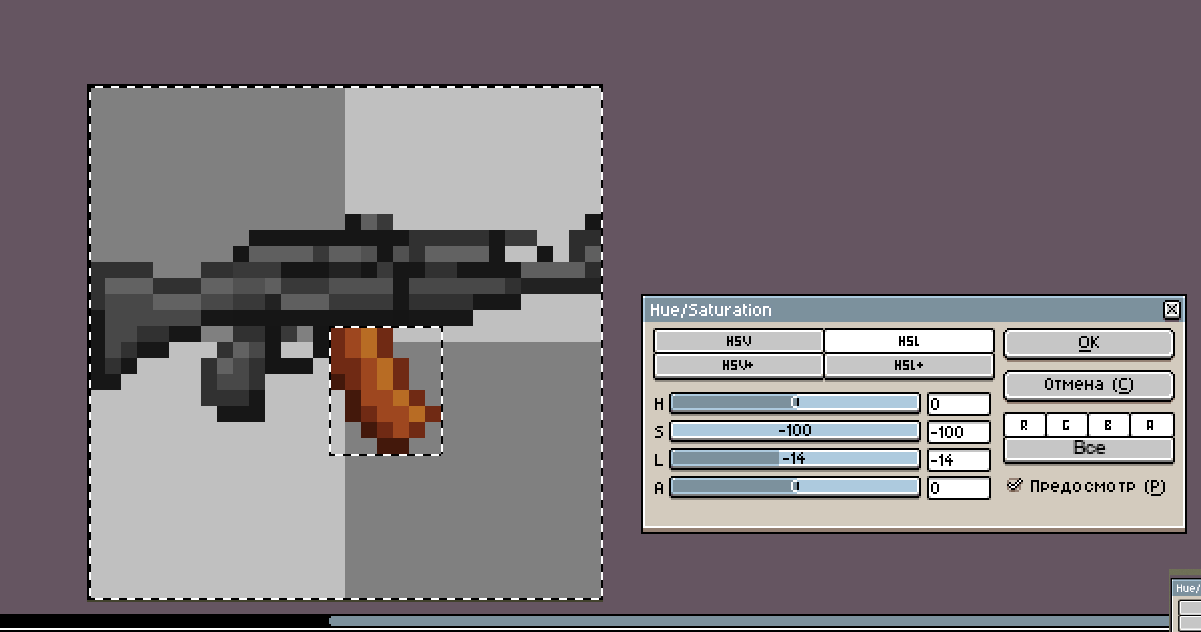 Hue/Saturation
HSV
HSL
HSV+
HSL+
OK
Отмена (C)
H
0
S
-100
-100
L
-14
-14
A
0
R G B A
Все
Предосмотр (P)
Hue/